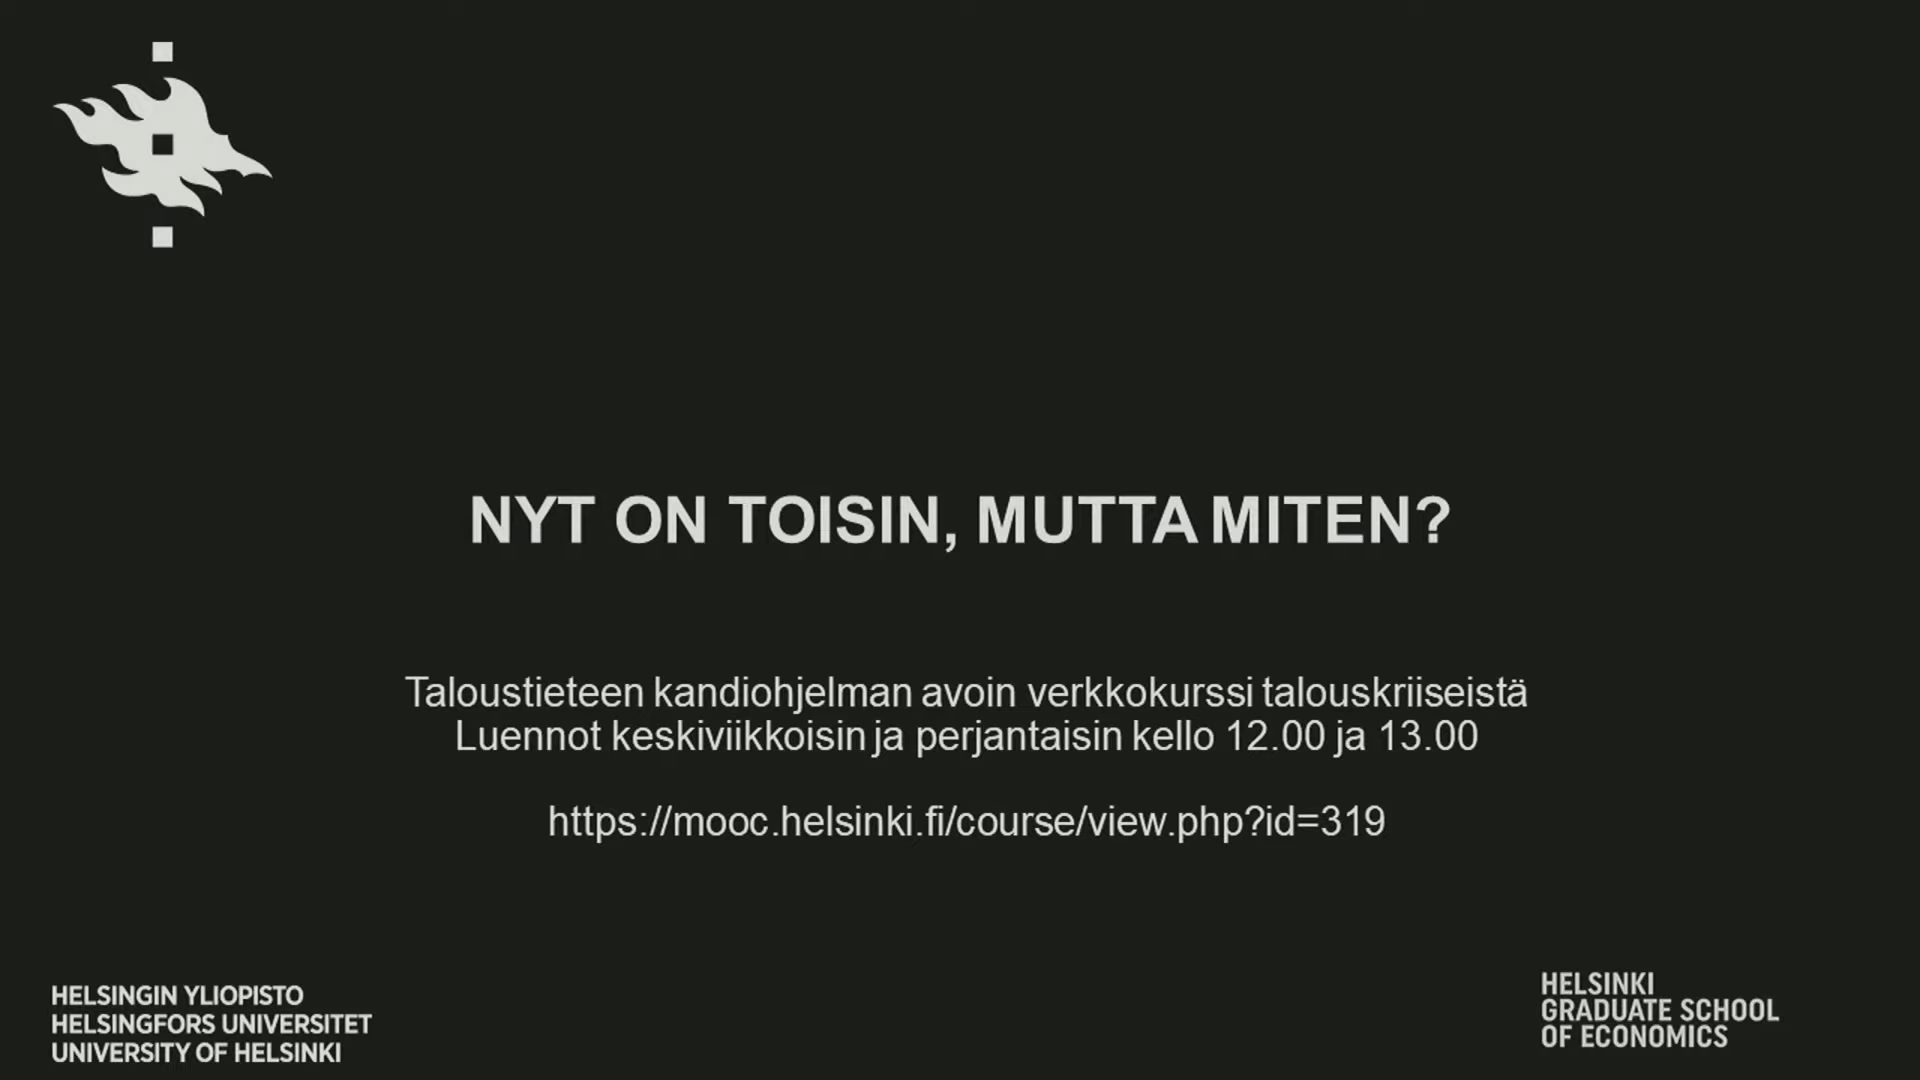 NYT ON TOISIN, MUTTA MITEN?
Taloustieteen kandiohjelman avoin verkkokurssi talouskriiseistä
Luennot keskiviikkoisin ja perjantaisin kello 12.00 ja 13.00
https://mooc.helsinki.fi/course/view.php?id=319
HELSINGIN YLIOPISTO
HELSINGFORS UNIVERSITET
UNIVERSITY OF HELSINKI
HELSINKI
GRADUATE SCHOOL
OF ECONOMICS